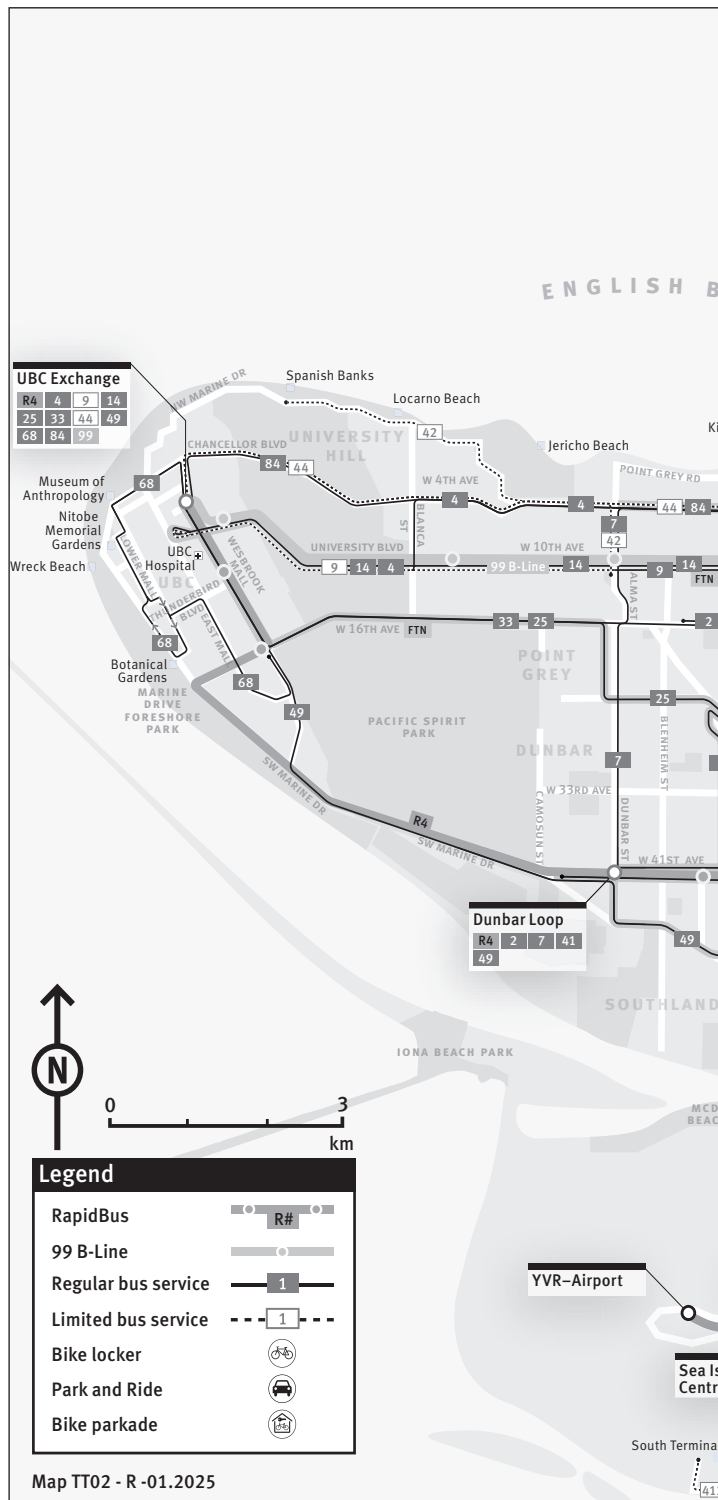 ENGLISH B
UBC Exchange
R4 4 9 14
25 33 44 49
68 84 99
NW MARINE DR
Spanish Banks
Locarno Beach
42
Jericho Beach
Ki
CHANCELLOR BLVD
UNIVERSITY
HILL
84 44
W 4TH AVE
4
4
POINT GREY RD
44 84
68
Museum of
Anthropology
Nitobe
Memorial
Gardens
Wreck Beach
LOWER MALL
UBC
Hospital
UBC
WESBROOK
MALL
THUNDERBIRD
BLVD
EAST MALL
BLANCA
ST
7
42
UNIVERSITY BLVD
W 10TH AVE
9 14 4
99 B-Line
14
9
14
FTN
ALMA ST
W 16TH AVE
FTN
33 25
2
68
Botanical
Gardens
MARINE
DRIVE
FORESHORE
PARK
68
49
POINT
GREY
25
PACIFIC SPIRIT
PARK
DUNBAR
BLENHEIM ST
7
SW MARINE DR
W 33RD AVE
CAMOSUN ST
DUNBAR ST
R4
SW MARINE DR
W 41ST AVE
Dunbar Loop
R4 2 7 41
49
49
SOUTHLAND
IONA BEACH PARK
MCD
BEAC
N
0 3
km
Legend
RapidBus R#
99 B-Line
Regular bus service 1
Limited bus service 1
Bike locker
Park and Ride
Bike parkade
YVR–Airport
Sea Is
Centr
South Termina
41
Map TT02 - R -01.2025